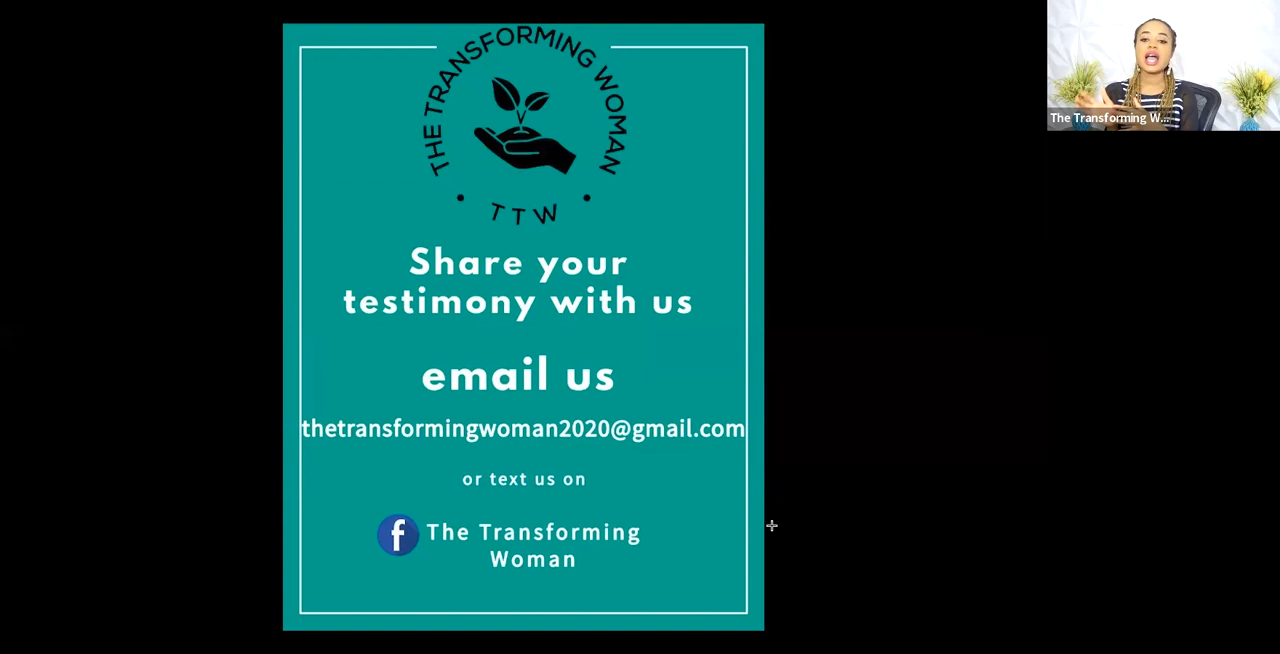 THE TRANSFORMING WOMAN
TTW
Share your
testimony with us
email us
thetransformingwoman2020@gmail.com
or text us on
f The Transforming
Woman
The Transforming W...